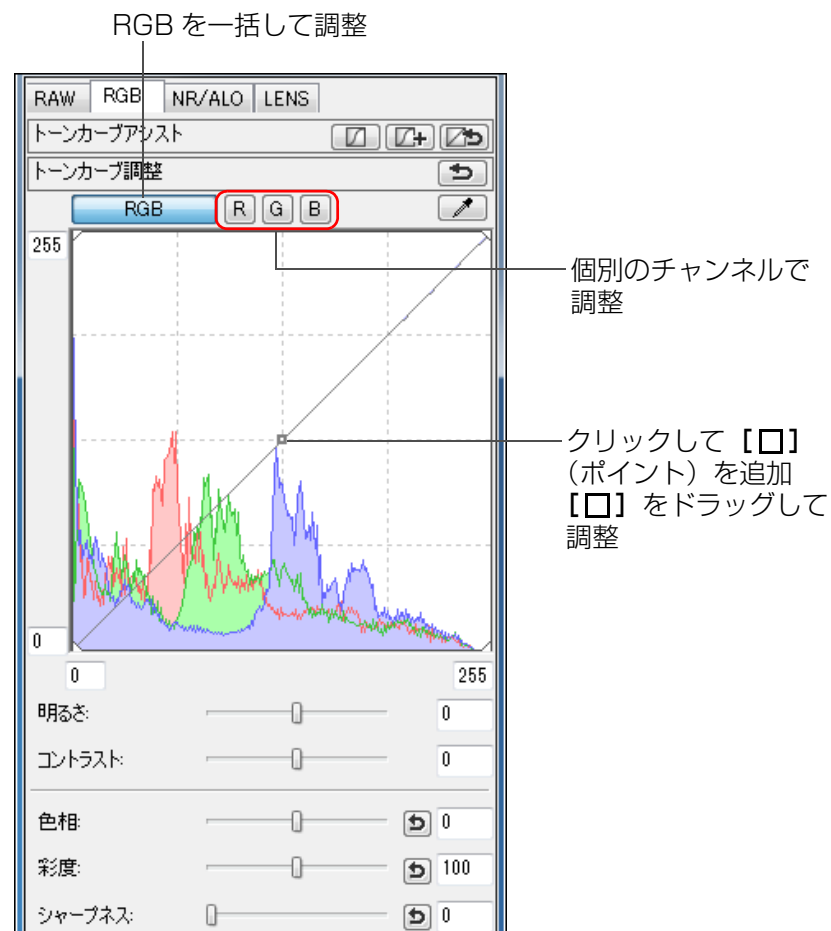 RGB を一括して調整
RAW RGB NR/ALO LENS
トーンカーブアシスト
トーンカーブ調整
RGB R G B
255
個別のチャンネルで
調整
クリックして【□】
（ポイント）を追加
【□】をドラッグして
調整
0
0 255
明るさ: 0
コントラスト: 0
色相: 0
彩度: 100
シャープネス: 0